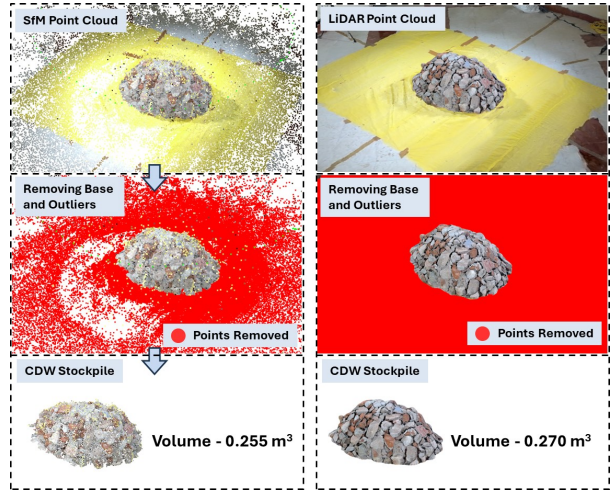 SfM Point Cloud
Removing Base
and Outliers
Points Removed
CDW Stockpile
Volume - 0.255 m³
LiDAR Point Cloud
Removing Base
and Outliers
Points Removed
CDW Stockpile
Volume - 0.270 m³